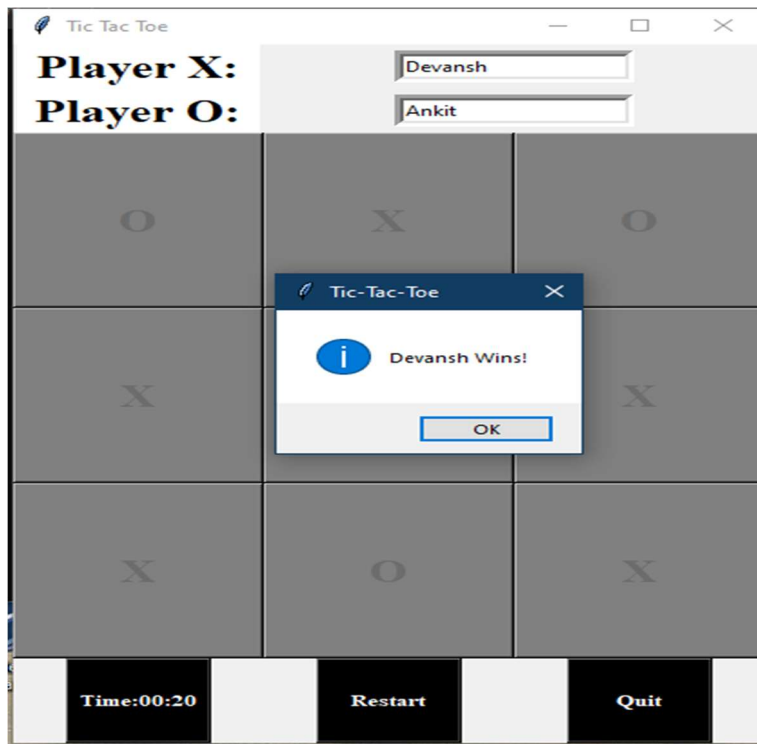 Tic Tac Toe
Player X: Devansh
Player O: Ankit
O X O
Tic-Tac-Toe
X X
Devansh Wins!
OK
X O X
Time:00:20 Restart Quit